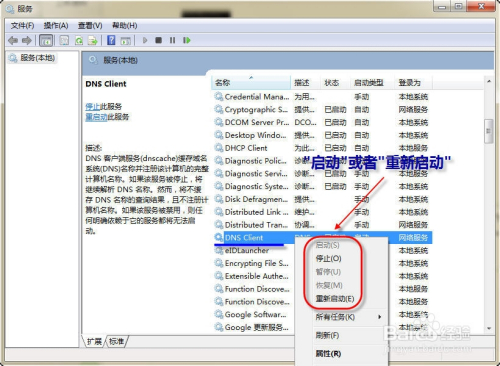 服务
文件(F) 操作(A) 查看(V) 帮助(H)
服务(本地)
服务(本地)
DNS Client
停止此服务
重启动此服务
描述:
DNS 客户端服务(dnscache)缓存域名
系统(DNS)名称并注册该计算机的完整
计算机名称。如果该服务被停止，将
继续解析 DNS 名称。然而，将不缓
存 DNS 名称的查询结果，且不注册计
算机名称。如果该服务被禁用，则任
何明确依赖于它的服务都将无法启
动。
名称 描述 状态 启动类型 登录为
Credential Mana... 为用... 手动 本地系统
Cryptographic S... 提供... 已启动 自动 网络服务
DCOM Server Pr... DCO... 已启动 自动 本地系统
Desktop Windo... 提供... 已启动 自动 本地系统
DHCP Client 为此... 已启动 自动 本地服务
Diagnostic Polic... 诊断... 已启动 自动 本地服务
Diagnostic Servi... 诊断... 已启动 手动 本地服务
Diagnostic Syste... 诊断... 已启动 手动 本地系统
"启动"或者"重新启动"
Disk Defragmen... 提供... 手动 本地系统
Distributed Link ... 维护... 本地系统
Distributed Tran... 协调... 网络服务
DNS Client 网络服务
eIDLauncher 本地系统
Encrypting File S... 本地系统
Extensible Authe... 本地系统
Function Discove... 本地服务
Function Discove... 本地服务
Google Softwar... 本地系统
Google 更新服务... 本地系统
启动(S)
停止(O)
暂停(U)
恢复(M)
重新启动(E)
所有任务(K)
刷新(F)
属性(R)
扩展 标准
Baidu 经验